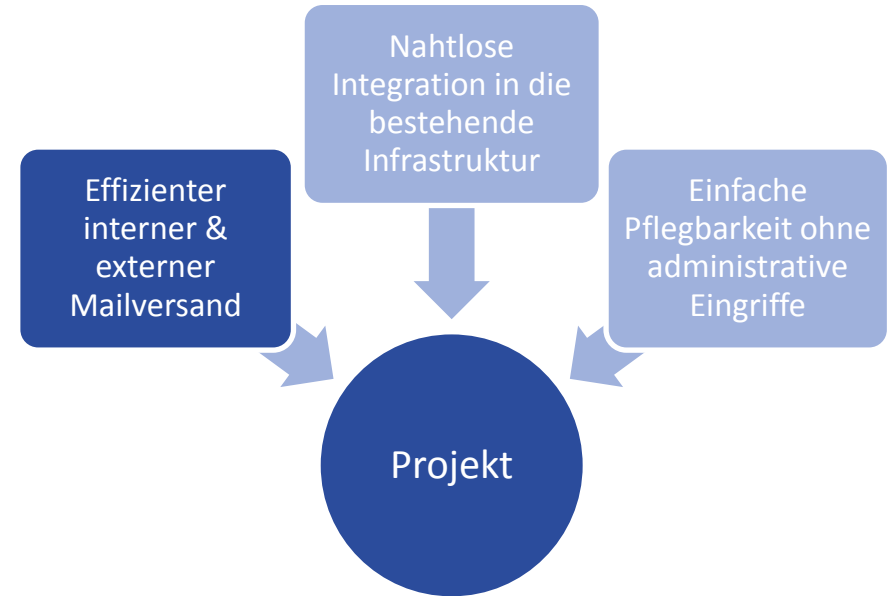 Nahtlose
Integration in die
bestehende
Infrastruktur
Effizienter
interner &
externer
Mailversand
Einfache
Pflegbarkeit ohne
administrative
Eingriffe
Projekt